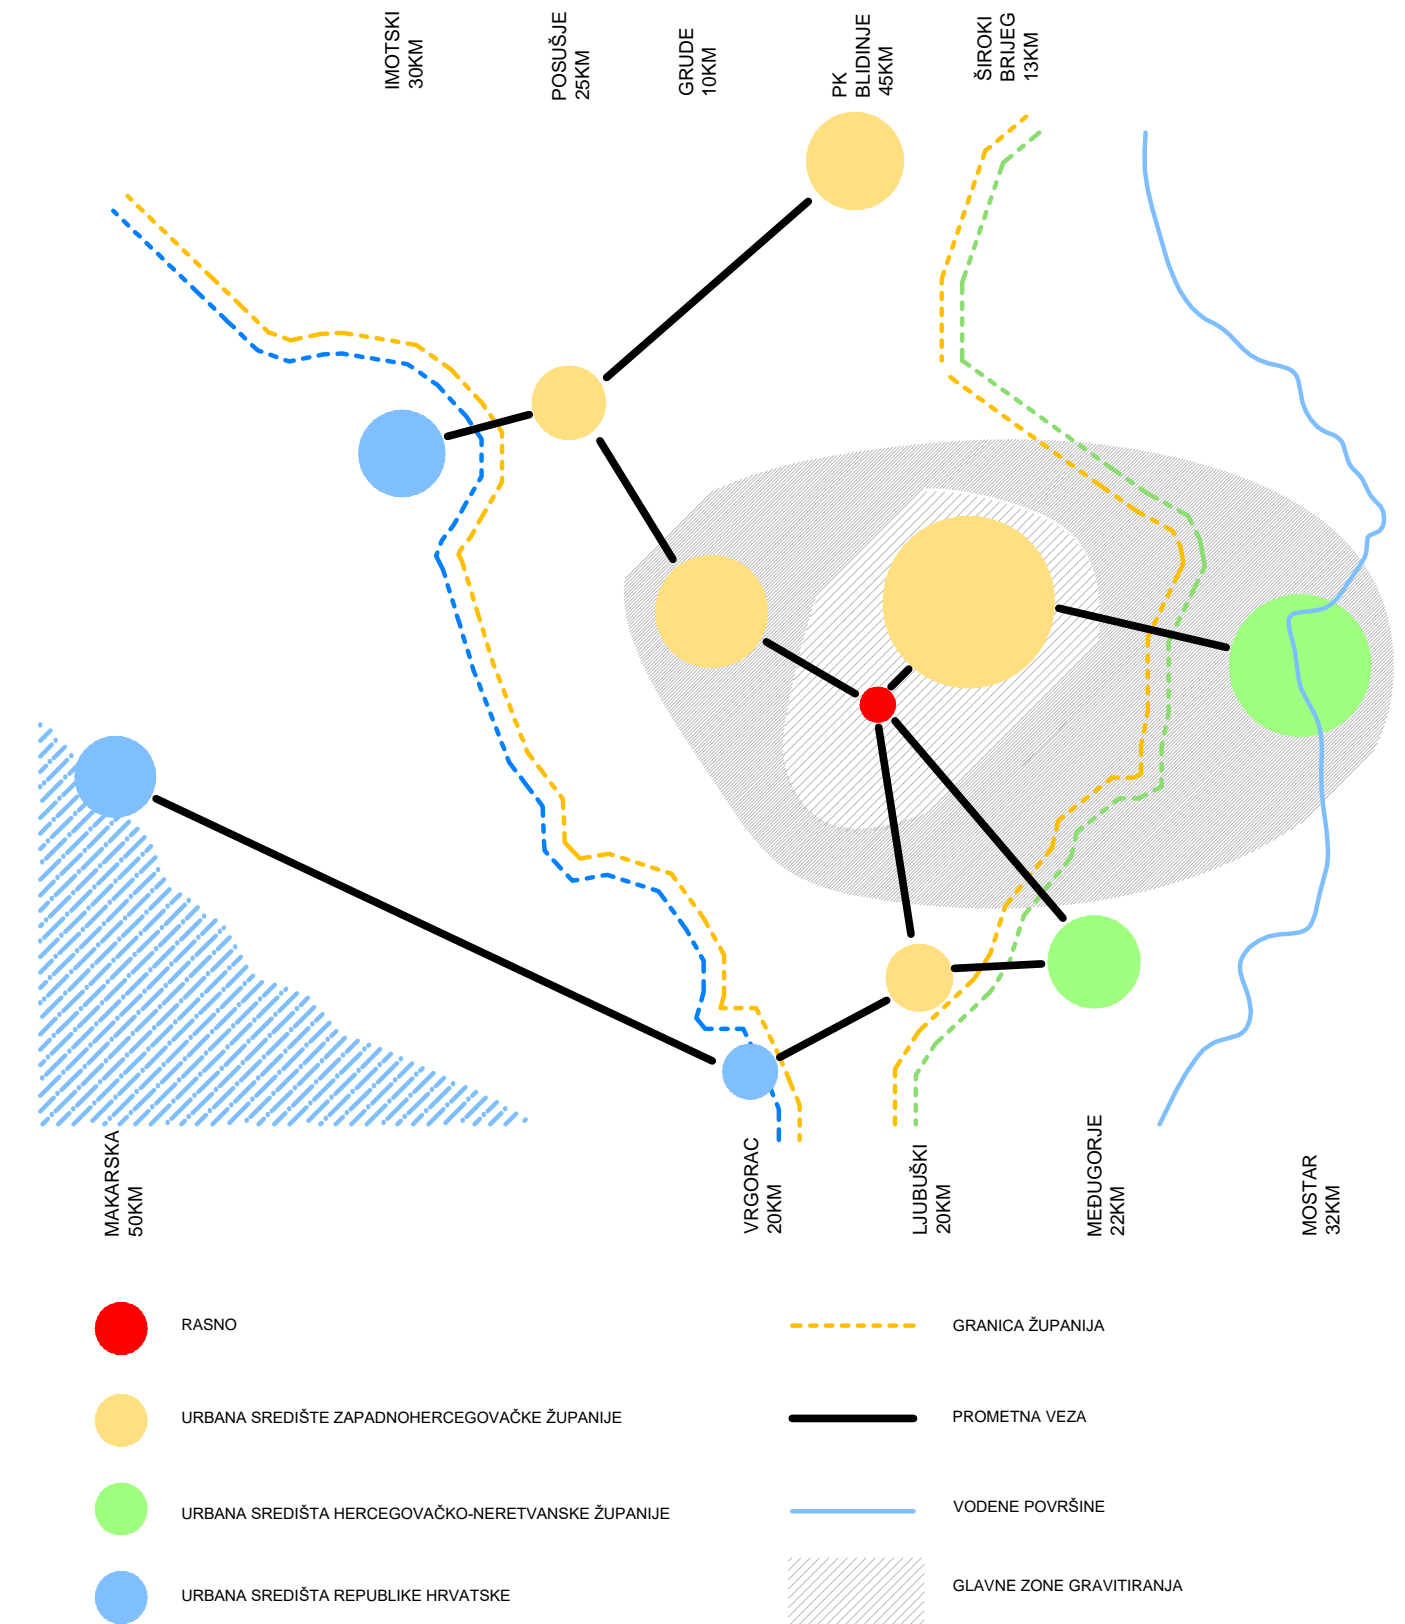 IMOTSKI
30KM
POSUŠJE
25KM
GRUDE
10KM
PK
BLIDINJE
45KM
ŠIROKI
BRIJEG
13KM
MAKARSKA
50KM
VRGORAC
20KM
LJUBUŠKI
20KM
MEĐUGORJE
22KM
MOSTAR
32KM
RASNO
URBANA SREDIŠTE ZAPADNOHERCEGOVAČKE ŽUPANIJE
URBANA SREDIŠTA HERCEGOVAČKO-NERETVANSKE ŽUPANIJE
URBANA SREDIŠTA REPUBLIKE HRVATSKE
GRANICA ŽUPANIJA
PROMETNA VEZA
VODENE POVRŠINE
GLAVNE ZONE GRAVITIRANJA